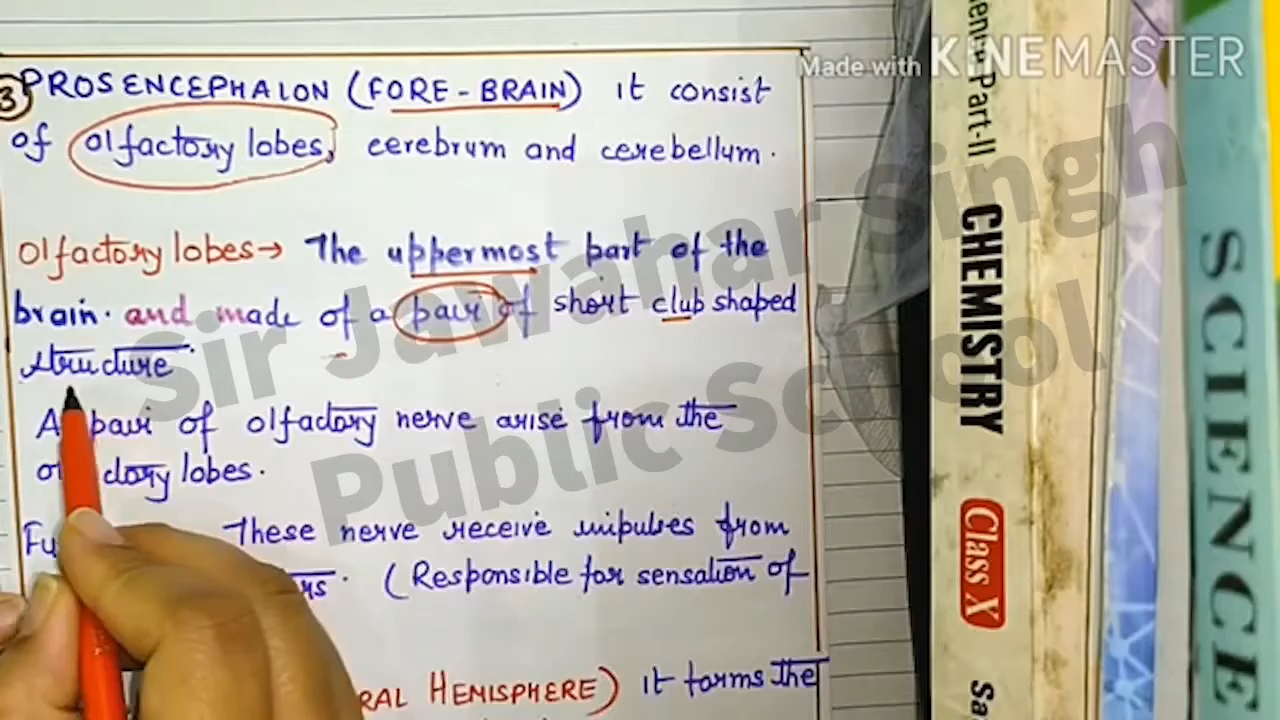 Made with KINEMASTER
3 PROSENCEPHALON (FORE-BRAIN) it consist
of olfactory lobes, cerebrum and cerebellum.
Olfactory lobes → The uppermost part of the
brain. and made of a pair of short club shaped
structure.
A pair of olfactory nerve arise from the
lobes.
These nerve receive impulses from
(Responsible for sensation of
HEMISPHERE) it forms the
Sir Jawahar Singh
Public School
Part-II CHEMISTRY Class X
SCIENCE